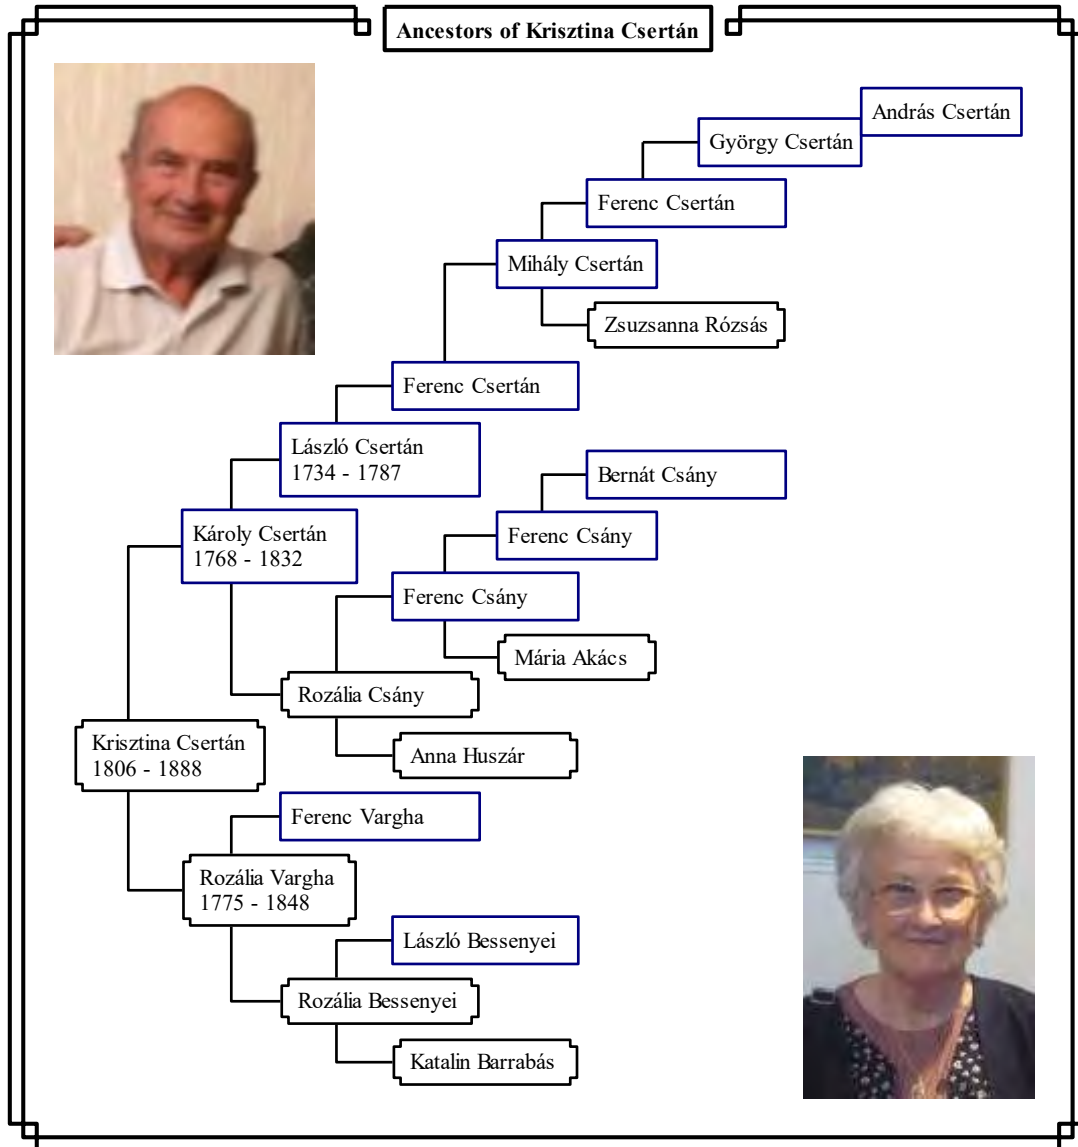 Ancestors of Krisztina Csertán
András Csertán
György Csertán
Ferenc Csertán
Mihály Csertán
Zsuzsanna Rózsás
Ferenc Csertán
László Csertán
1734 - 1787
Bernát Csány
Károly Csertán
1768 - 1832
Ferenc Csány
Ferenc Csány
Mária Akács
Rozália Csány
Krisztina Csertán
1806 - 1888
Anna Huszár
Ferenc Vargha
Rozália Vargha
1775 - 1848
László Bessenyei
Rozália Bessenyei
Katalin Barrabás